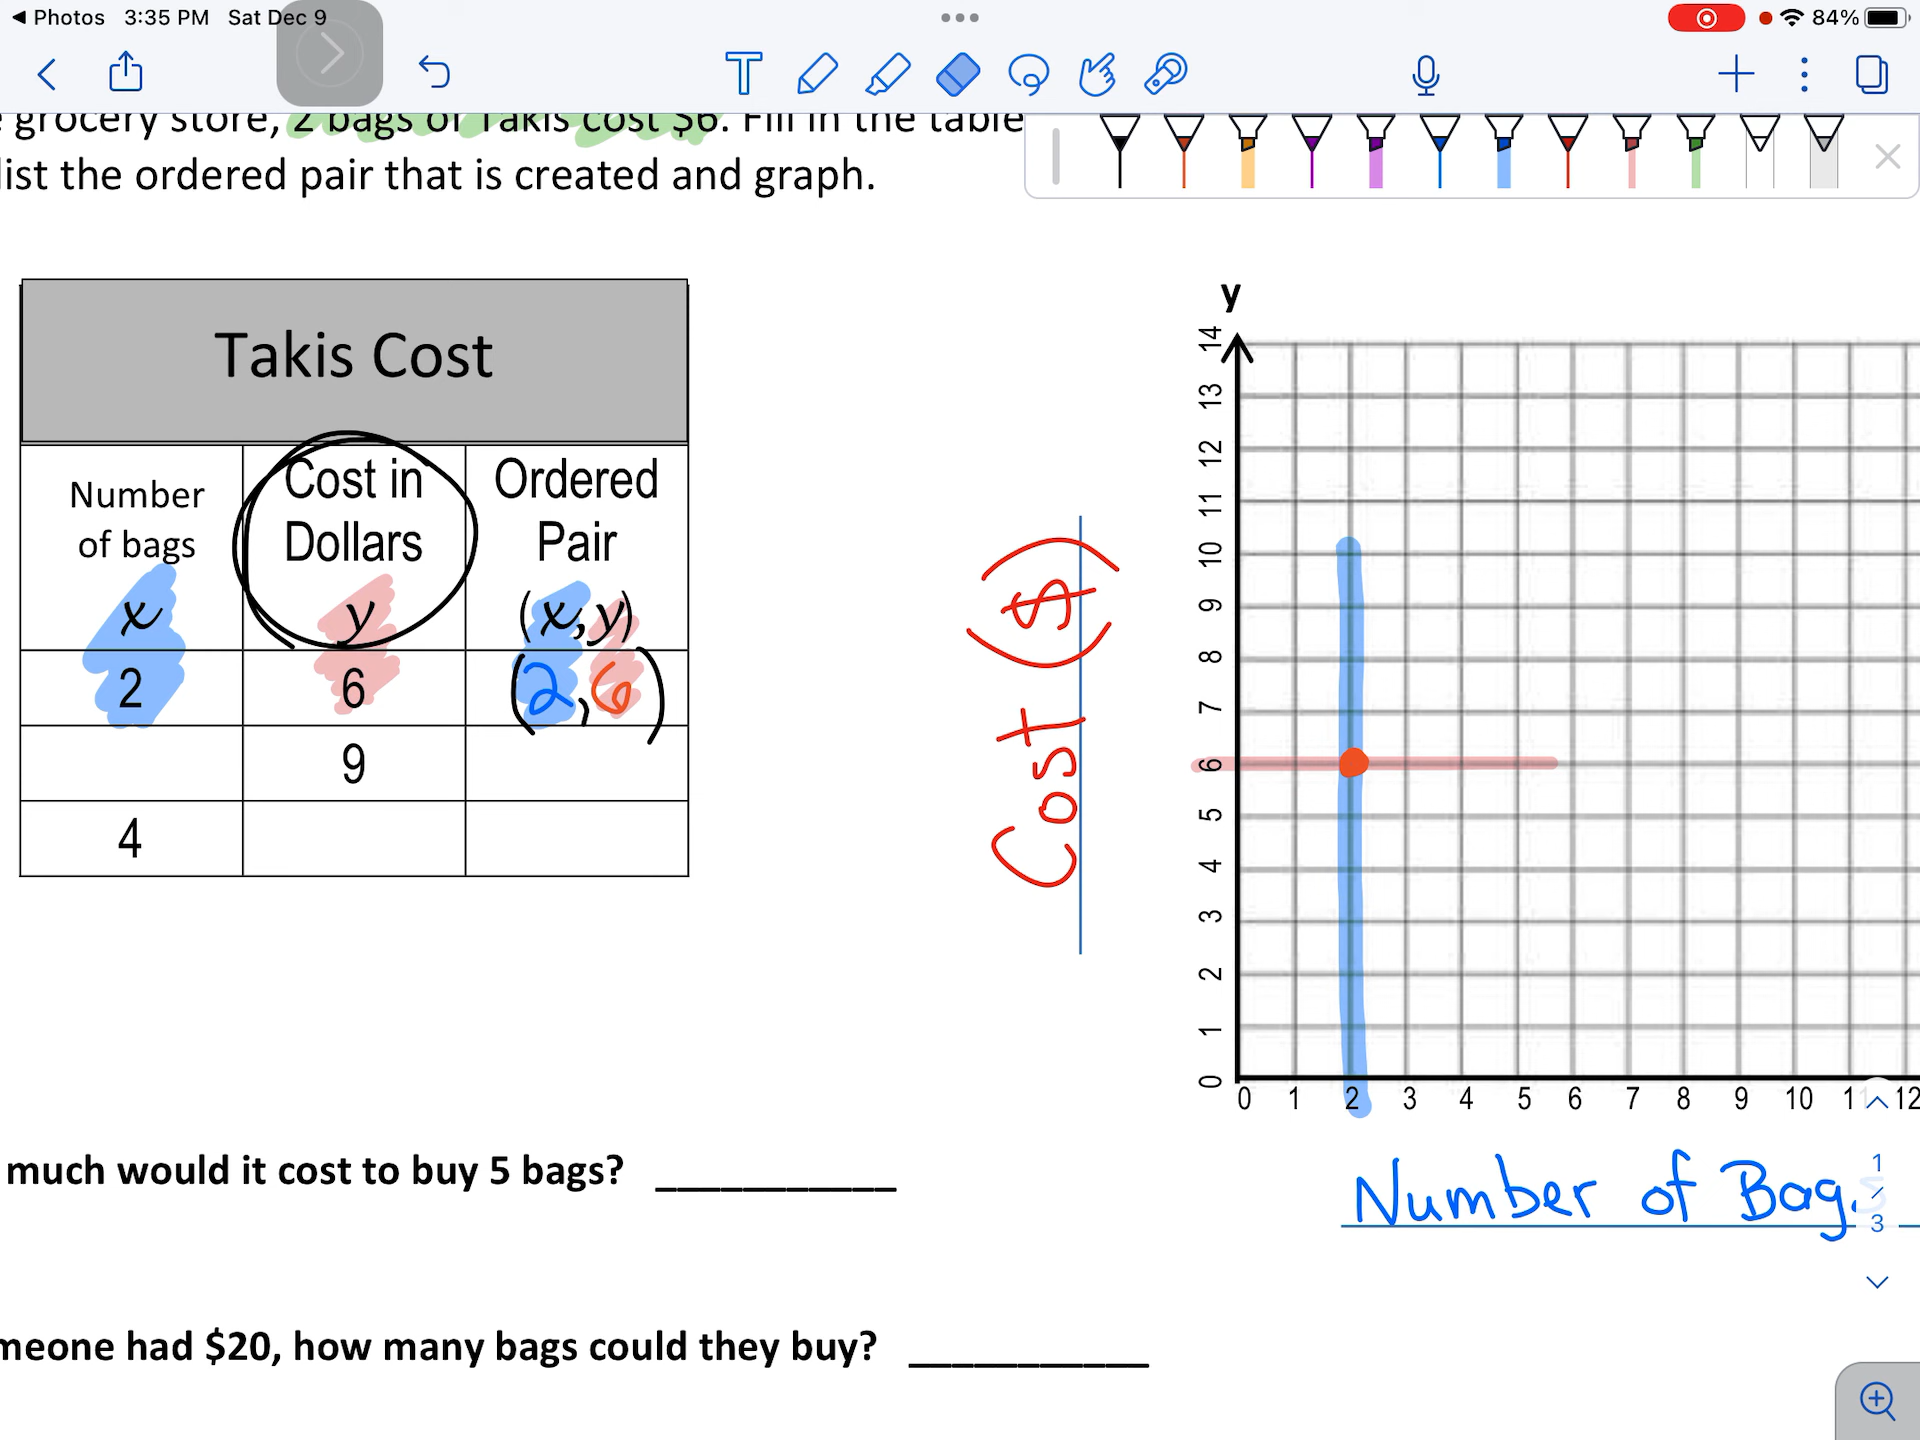 Photos 3:35 PM Sat Dec 9
84%
grocery store, 2 bags of Takis cost $6. Fill in the table
list the ordered pair that is created and graph.
Takis Cost
Number of bags
x
Cost in Dollars
y
Ordered Pair
(x,y)
2 6 (2,6)
9
4
Cost ($)
y
14
13
12
11
10
9
8
7
6
5
4
3
2
1
0
0 1 2 3 4 5 6 7 8 9 10 12
Number of Bag
1
3
much would it cost to buy 5 bags? ___________
meone had $20, how many bags could they buy? ___________